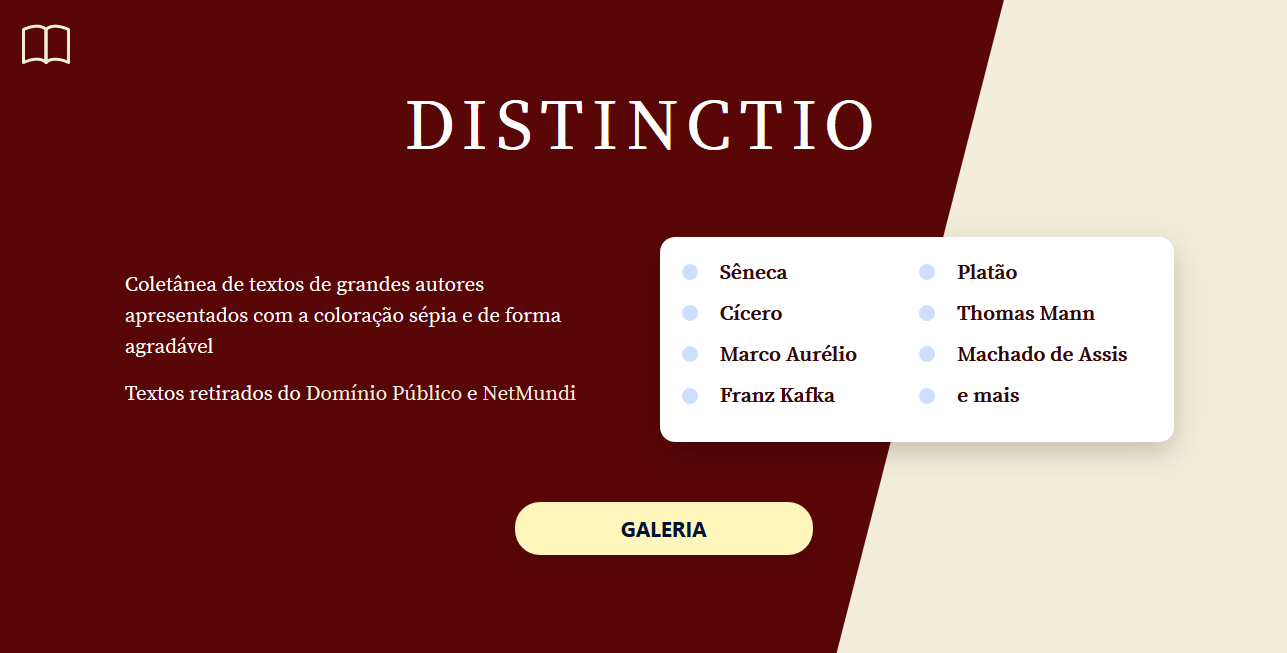 DISTINCTIO
Coletânea de textos de grandes autores
apresentados com a coloração sépia e de forma
agradável
Textos retirados do Domínio Público e NetMundi
Sêneca
Cícero
Marco Aurélio
Franz Kafka
Platão
Thomas Mann
Machado de Assis
e mais
GALERIA